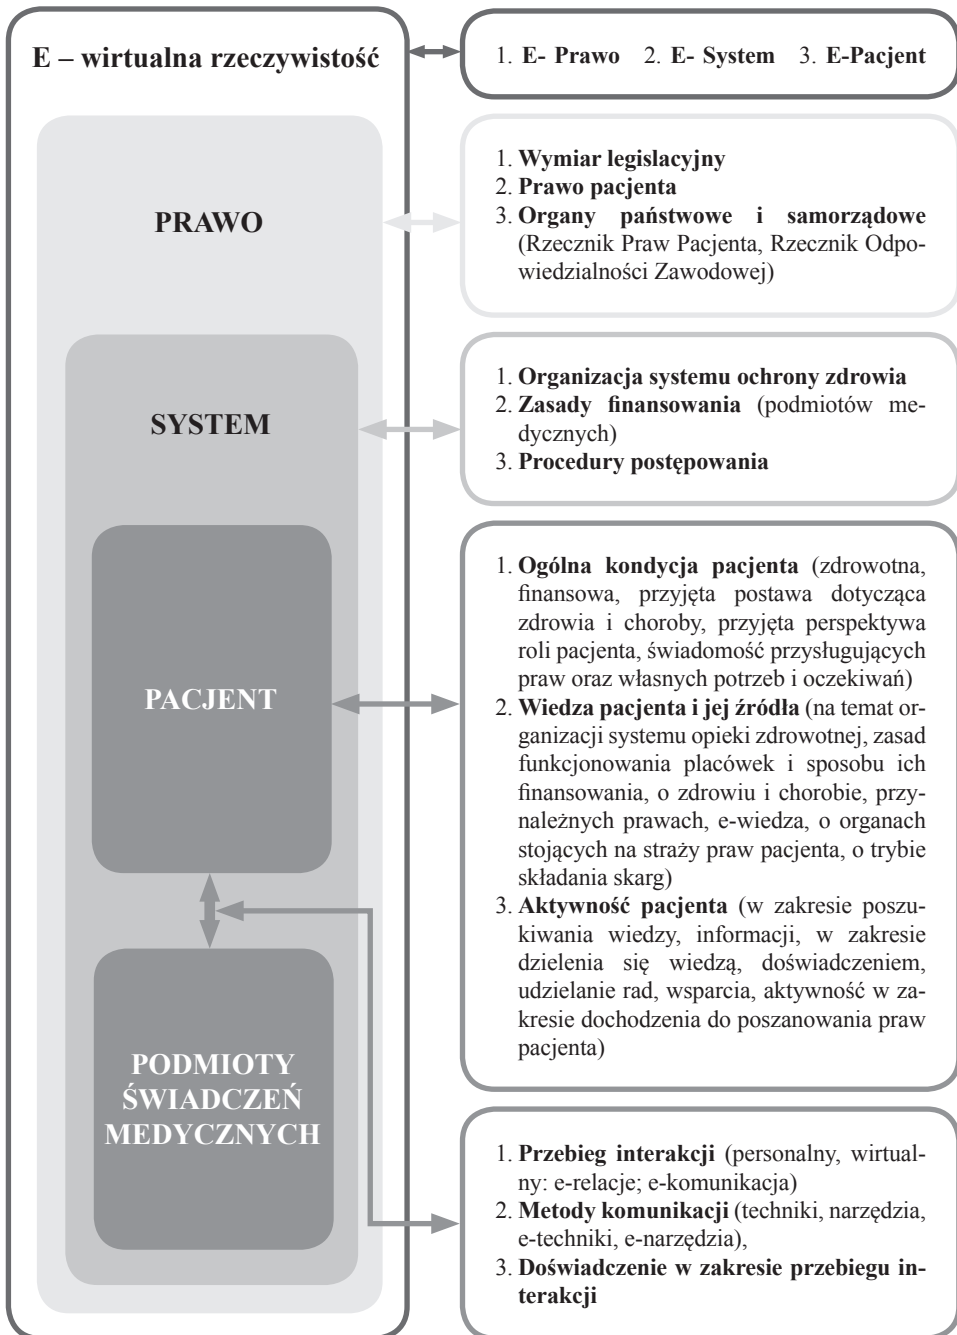 E – wirtualna rzeczywistość
1. E- Prawo 2. E- System 3. E-Pacjent
PRAWO
1. Wymiar legislacyjny
2. Prawo pacjenta
3. Organy państwowe i samorządowe
(Rzecznik Praw Pacjenta, Rzecznik Odpo-
wiedzialności Zawodowej)
SYSTEM
1. Organizacja systemu ochrony zdrowia
2. Zasady finansowania (podmiotów me-
dycznych)
3. Procedury postępowania
PACJENT
1. Ogólna kondycja pacjenta (zdrowotna,
finansowa, przyjęta postawa dotycząca
zdrowia i choroby, przyjęta perspektywa
roli pacjenta, świadomość przysługujących
praw oraz własnych potrzeb i oczekiwań)
2. Wiedza pacjenta i jej źródła (na temat or-
ganizacji systemu opieki zdrowotnej, zasad
funkcjonowania placówek i sposobu ich
finansowania, o zdrowiu i chorobie, przy-
należnych prawach, e-wiedza, o organach
stojących na straży praw pacjenta, o trybie
składania skarg)
3. Aktywność pacjenta (w zakresie poszu-
kiwania wiedzy, informacji, w zakresie
dzielenia się wiedzą, doświadczeniem,
udzielanie rad, wsparcia, aktywność w za-
kresie dochodzenia do poszanowania praw
pacjenta)
PODMIOTY
ŚWIADCZEŃ
MEDYCZNYCH
1. Przebieg interakcji (personalny, wirtual-
ny: e-relacje; e-komunikacja)
2. Metody komunikacji (techniki, narzędzia,
e-techniki, e-narzędzia),
3. Doświadczenie w zakresie przebiegu in-
terakcji